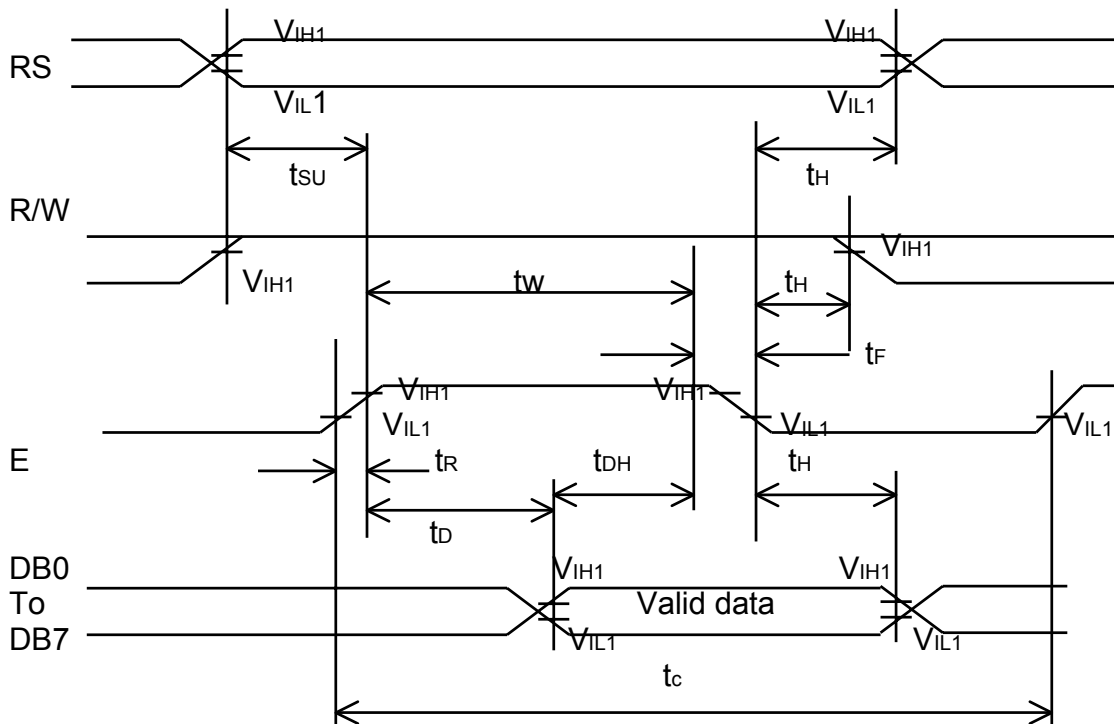 VIH1 VIH1
RS
VIL1 VIL1
tSU tH
R/W
VIH1
VIH1 tW tH
tF
VIH1 VIH1
VIL1 VIL1 VIL1
E tR tDH tH
tD
DB0 VIH1 VIH1
To Valid data
DB7 VIL1 VIL1
tc